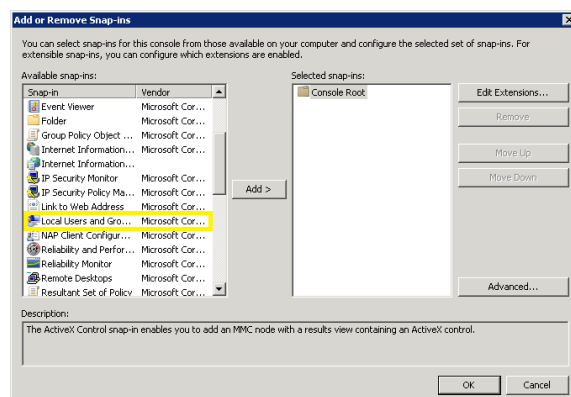 Add or Remove Snap-ins
You can select snap-ins for this console from those available on your computer and configure the selected set of snap-ins. For
extensible snap-ins, you can configure which extensions are enabled.
Available snap-ins:
Selected snap-ins:
Snap-in Vendor
Event Viewer Microsoft Cor...
Folder Microsoft Cor...
Group Policy Object ... Microsoft Cor...
Internet Information... Microsoft Cor...
Internet Information...
IP Security Monitor Microsoft Cor...
IP Security Policy Ma... Microsoft Cor...
Link to Web Address Microsoft Cor...
Local Users and Gro... Microsoft Cor...
NAP Client Configur... Microsoft Cor...
Reliability and Perfor... Microsoft Cor...
Reliability Monitor Microsoft Cor...
Remote Desktops Microsoft Cor...
Resultant Set of Policy Microsoft Cor...
Add >
Console Root
Edit Extensions...
Remove
Move Up
Move Down
Advanced...
Description:
The ActiveX Control snap-in enables you to add an MMC node with a results view containing an ActiveX control.
OK
Cancel